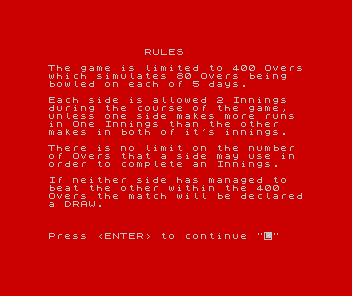 RULES
The game is limited to 400 Overs
which simulates 80 Overs being
bowled on each of 5 days.
Each side is allowed 2 Innings
during the course of the game,
unless one side makes more runs
in One Innings than the other
makes in both of it's innings.
There is no limit on the number
of Overs that a side may use in
order to complete an Innings.
If neither side has managed to
beat the other within the 400
Overs the match will be declared
a DRAW.
Press <ENTER> to continue "L"